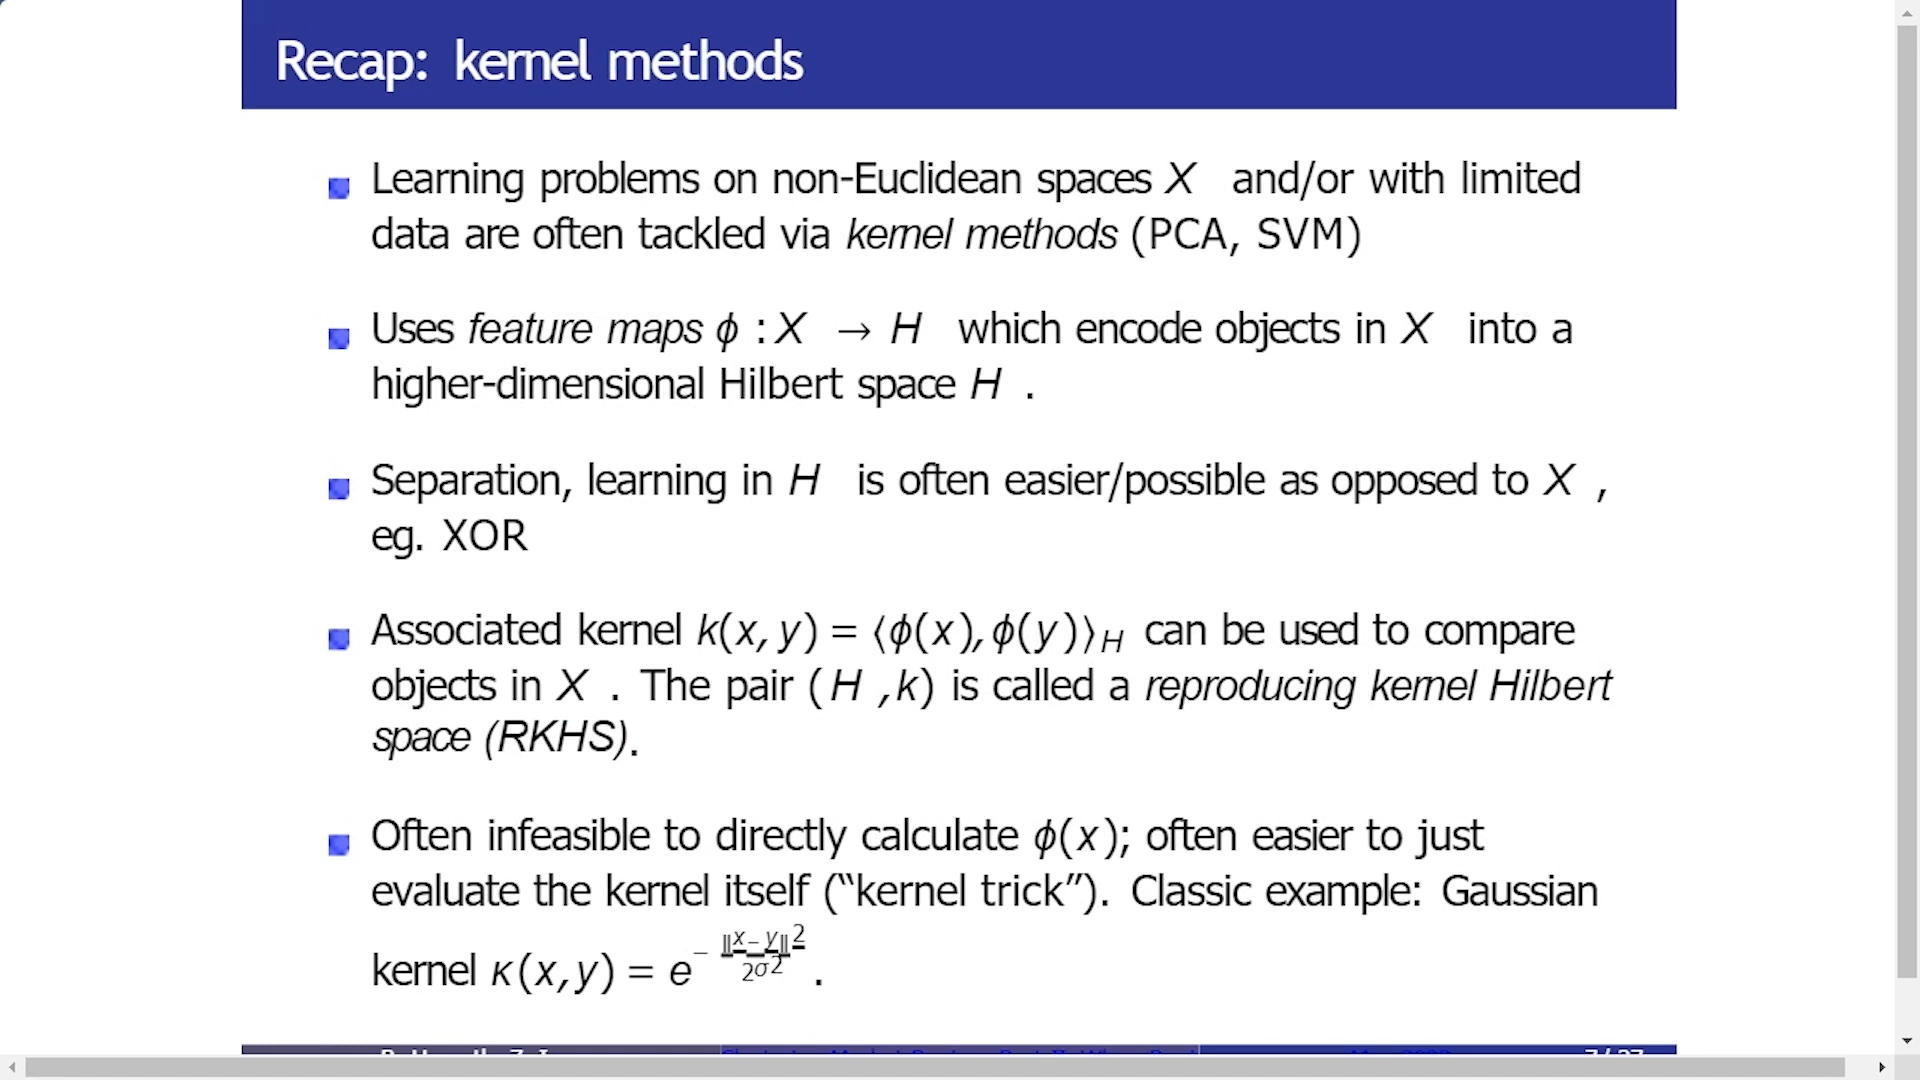 Recap: kernel methods
Learning problems on non-Euclidean spaces X and/or with limited
data are often tackled via kernel methods (PCA, SVM)
Uses feature maps ϕ : X → H which encode objects in X into a
higher-dimensional Hilbert space H .
Separation, learning in H is often easier/possible as opposed to X ,
eg. XOR
Associated kernel k(x, y) = ⟨ϕ(x), ϕ(y)⟩H can be used to compare
objects in X . The pair ( H , k) is called a reproducing kernel Hilbert
space (RKHS).
Often infeasible to directly calculate ϕ(x); often easier to just
evaluate the kernel itself (“kernel trick”). Classic example: Gaussian
kernel κ(x,y) = e^{− ‖x−y‖² / 2σ²} .
7 / 27